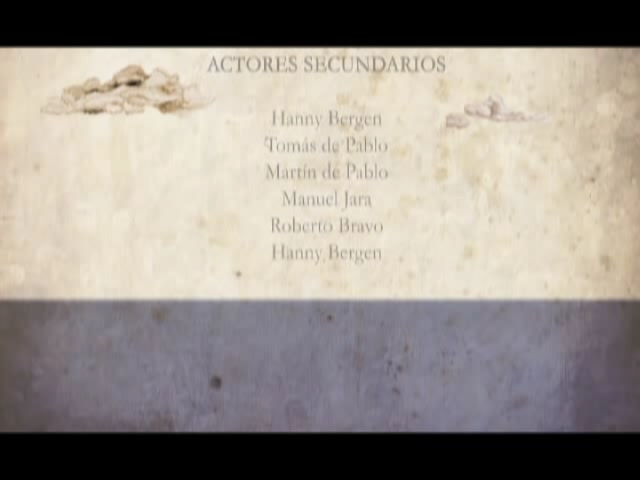 ACTORES SECUNDARIOS
Hanny Bergen
Tomás de Pablo
Martín de Pablo
Manuel Jara
Roberto Bravo
Hanny Bergen